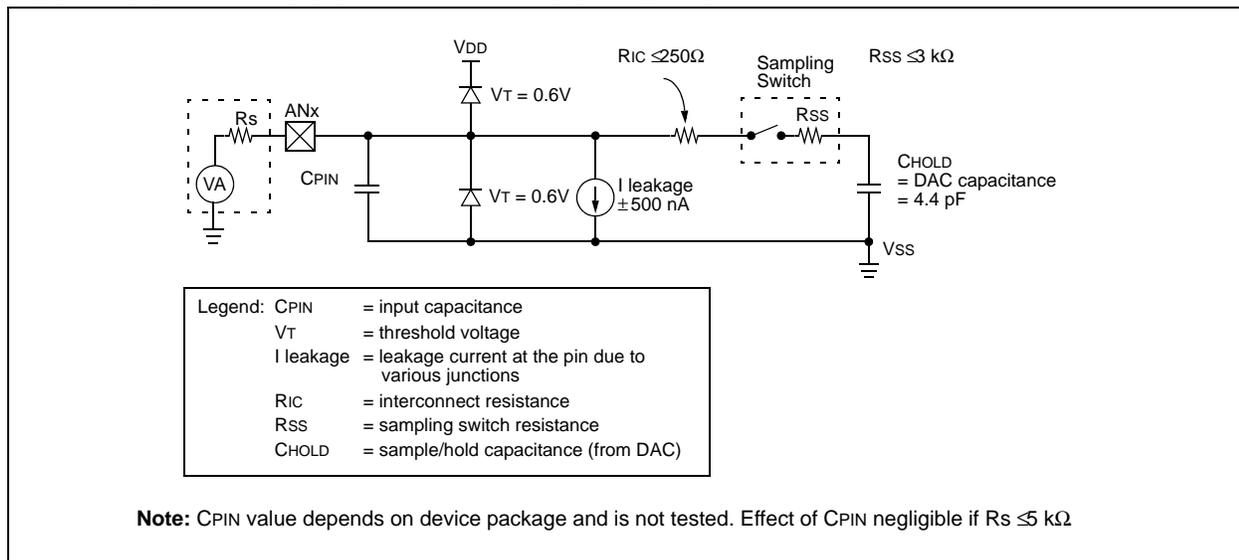 VDD
RIC ≤250Ω
Sampling
Switch
RSS ≤3 kΩ
VT = 0.6V
Rs
ANx
RSS
VA
CPIN
VT = 0.6V
I leakage
±500 nA
CHOLD
= DAC capacitance
= 4.4 pF
VSS
Legend: CPIN = input capacitance
VT = threshold voltage
I leakage = leakage current at the pin due to
various junctions
RIC = interconnect resistance
RSS = sampling switch resistance
CHOLD = sample/hold capacitance (from DAC)
Note: CPIN value depends on device package and is not tested. Effect of CPIN negligible if Rs ≤5 kΩ